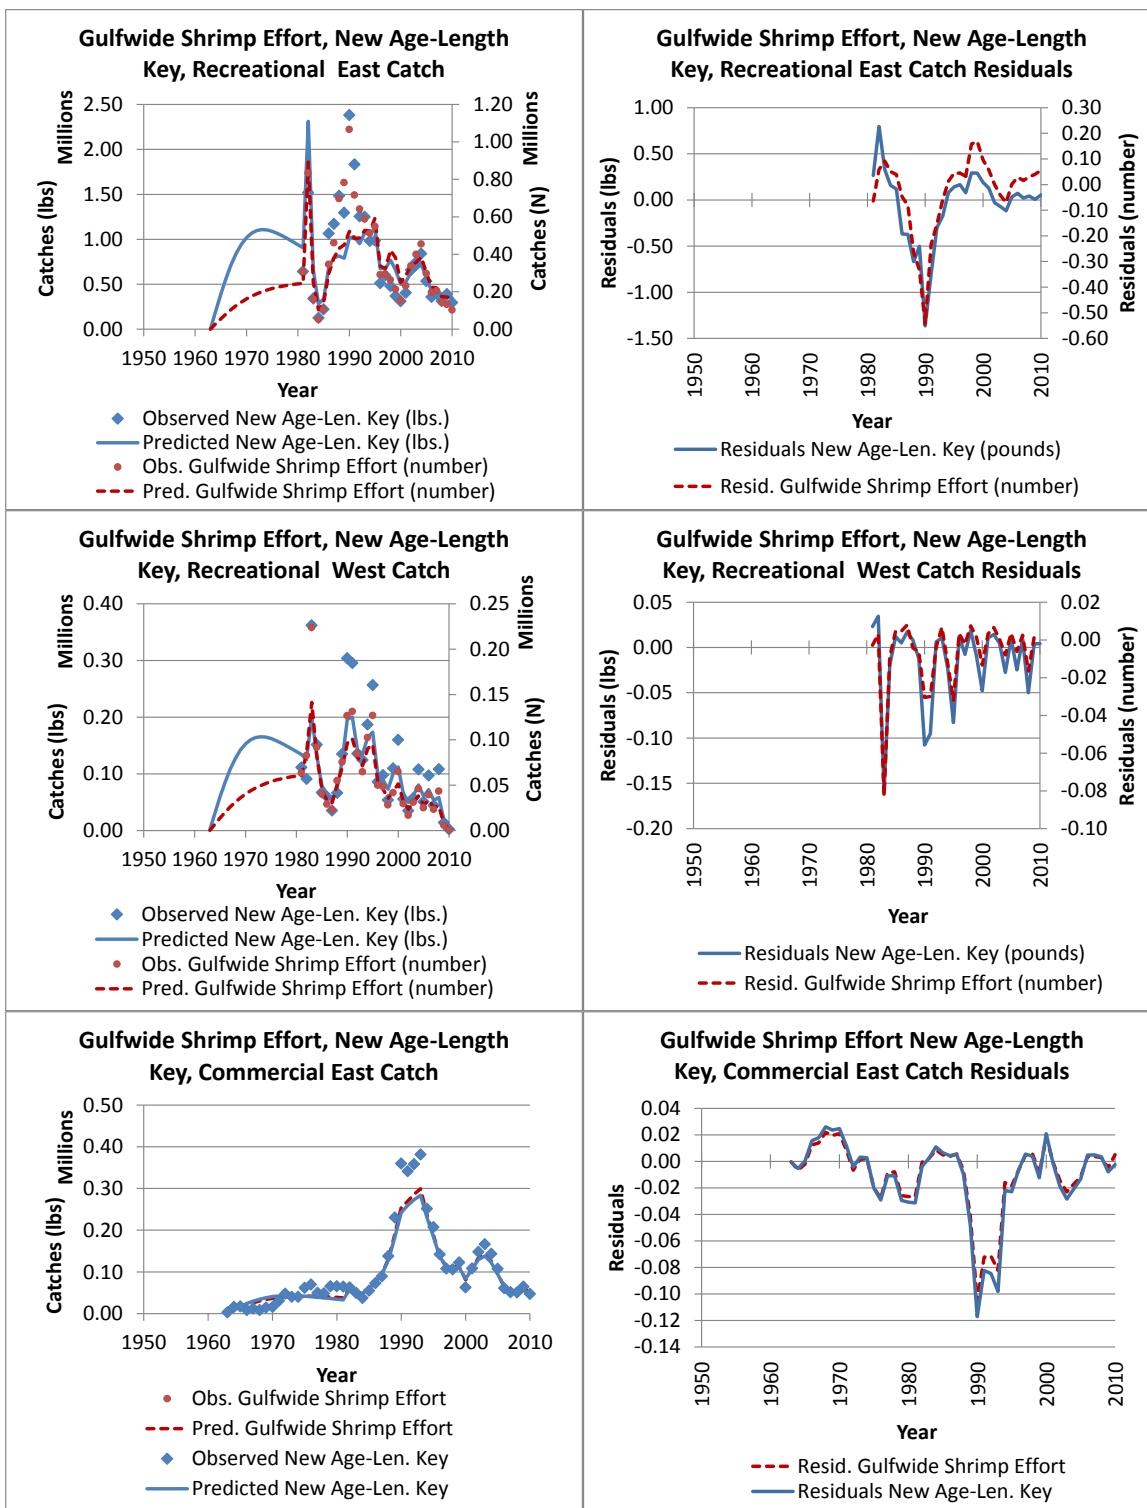 Gulfwide Shrimp Effort, New Age-Length
Key, Recreational East Catch
Millions
Millions
Catches (lbs)
Catches (N)
2.50
2.00
1.50
1.00
0.50
0.00
1.20
1.00
0.80
0.60
0.40
0.20
0.00
1950 1960 1970 1980 1990 2000 2010
Year
Observed New Age-Len. Key (lbs.)
Predicted New Age-Len. Key (lbs.)
Obs. Gulfwide Shrimp Effort (number)
Pred. Gulfwide Shrimp Effort (number)
Gulfwide Shrimp Effort, New Age-Length
Key, Recreational East Catch Residuals
Residuals (lbs)
Residuals (number)
1.00
0.50
0.00
-0.50
-1.00
-1.50
0.30
0.20
0.10
0.00
-0.10
-0.20
-0.30
-0.40
-0.50
-0.60
1950 1960 1970 1980 1990 2000 2010
Year
Residuals New Age-Len. Key (pounds)
Resid. Gulfwide Shrimp Effort (number)
Gulfwide Shrimp Effort, New Age-Length
Key, Recreational West Catch
Millions
Millions
Catches (lbs)
Catches (N)
0.40
0.30
0.20
0.10
0.00
0.25
0.20
0.15
0.10
0.05
0.00
1950 1960 1970 1980 1990 2000 2010
Year
Observed New Age-Len. Key (lbs.)
Predicted New Age-Len. Key (lbs.)
Obs. Gulfwide Shrimp Effort (number)
Pred. Gulfwide Shrimp Effort (number)
Gulfwide Shrimp Effort, New Age-Length
Key, Recreational West Catch Residuals
Residuals (lbs)
Residuals (number)
0.05
0.00
-0.05
-0.10
-0.15
-0.20
0.02
0.00
-0.02
-0.04
-0.06
-0.08
-0.10
1950 1960 1970 1980 1990 2000 2010
Year
Residuals New Age-Len. Key (pounds)
Resid. Gulfwide Shrimp Effort (number)
Gulfwide Shrimp Effort, New Age-Length
Key, Commercial East Catch
Millions
Catches (lbs)
0.50
0.40
0.30
0.20
0.10
0.00
1950 1960 1970 1980 1990 2000 2010
Year
Obs. Gulfwide Shrimp Effort
Pred. Gulfwide Shrimp Effort
Observed New Age-Len. Key
Predicted New Age-Len. Key
Gulfwide Shrimp Effort New Age-Length
Key, Commercial East Catch Residuals
Residuals
0.04
0.02
0.00
-0.02
-0.04
-0.06
-0.08
-0.10
-0.12
-0.14
1950 1960 1970 1980 1990 2000 2010
Year
Resid. Gulfwide Shrimp Effort
Residuals New Age-Len. Key